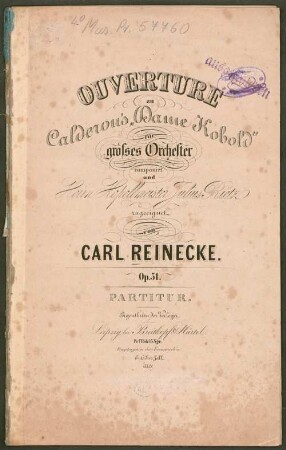 4° Mus. Pr. 57760
OUVERTURE
zu
Calderons „Dame Kobold"
für
grosses Orchester
componirt
und
Herrn Kapellmeister Julius Rietz
zugeeignet
von
CARL REINECKE.
Op. 51.
PARTITUR.
Eigenthum der Verleger.
Leipzig, bei Breitkopf & Härtel.